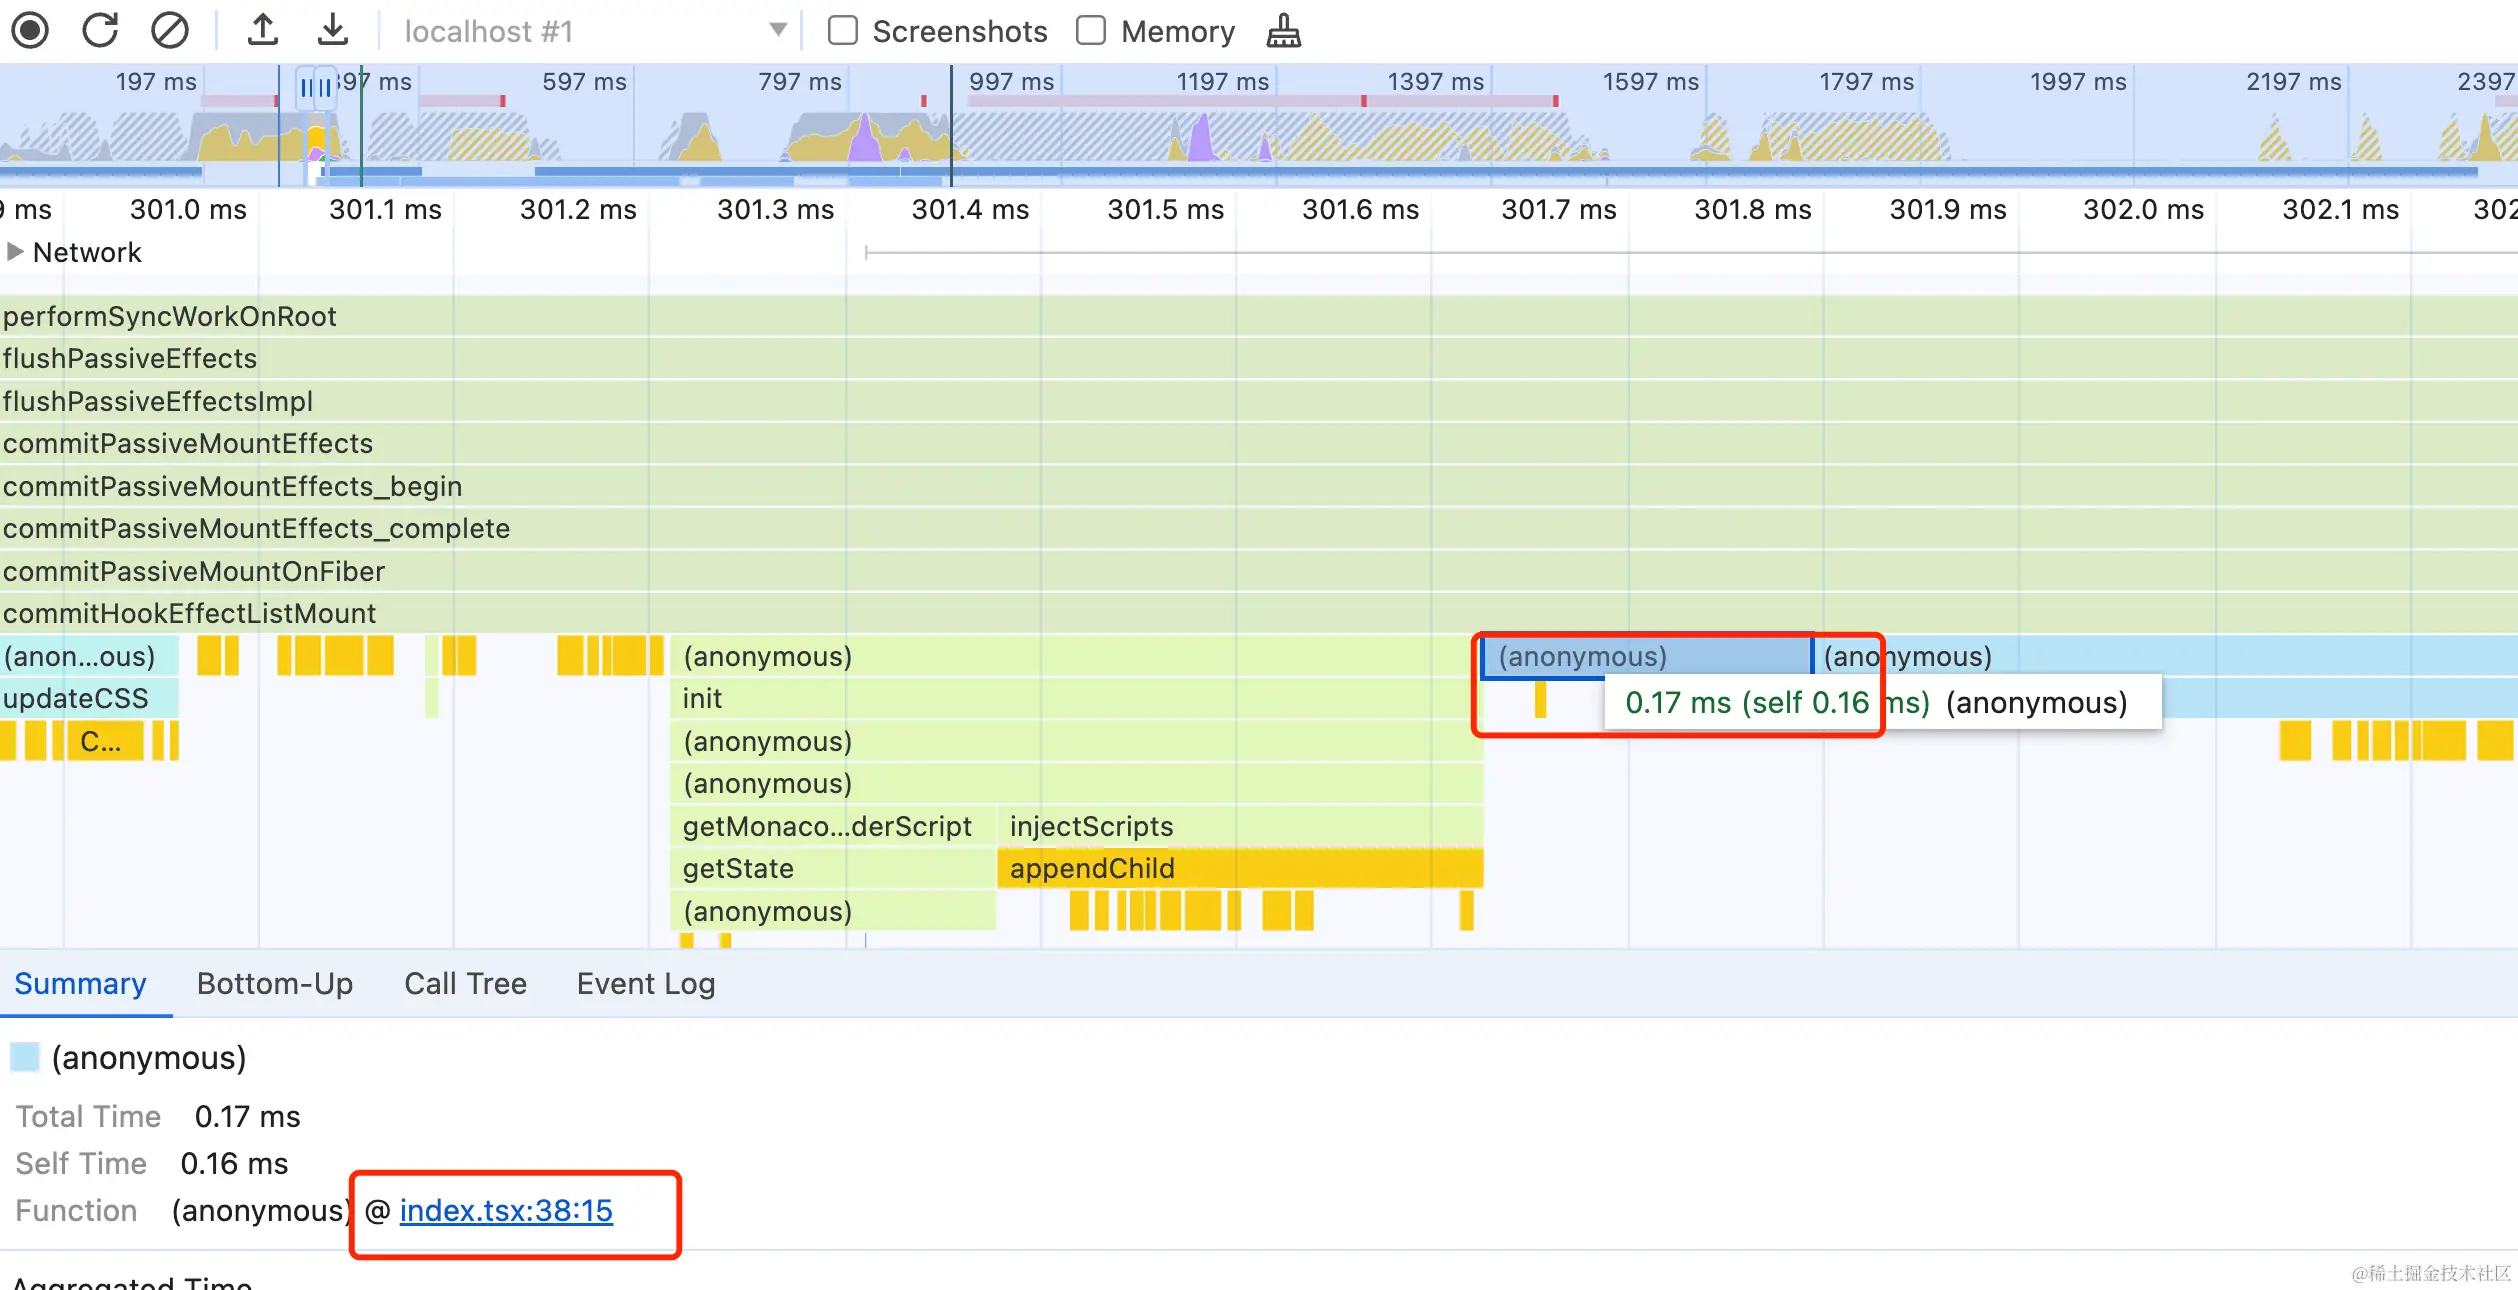 localhost #1 Screenshots Memory
197 ms 397 ms 597 ms 797 ms 997 ms 1197 ms 1397 ms 1597 ms 1797 ms 1997 ms 2197 ms 2397
9 ms 301.0 ms 301.1 ms 301.2 ms 301.3 ms 301.4 ms 301.5 ms 301.6 ms 301.7 ms 301.8 ms 301.9 ms 302.0 ms 302.1 ms 302
Network
performSyncWorkOnRoot
flushPassiveEffects
flushPassiveEffectsImpl
commitPassiveMountEffects
commitPassiveMountEffects_begin
commitPassiveMountEffects_complete
commitPassiveMountOnFiber
commitHookEffectListMount
(anon...ous) (anonymous) (anonymous) (anonymous)
updateCSS init 0.17 ms (self 0.16 ms) (anonymous)
C... (anonymous)
(anonymous)
getMonaco...derScript injectScripts
getState appendChild
(anonymous)
Summary Bottom-Up Call Tree Event Log
(anonymous)
Total Time 0.17 ms
Self Time 0.16 ms
Function (anonymous) @ index.tsx:38:15
Aggregated Time
@稀土掘金技术社区